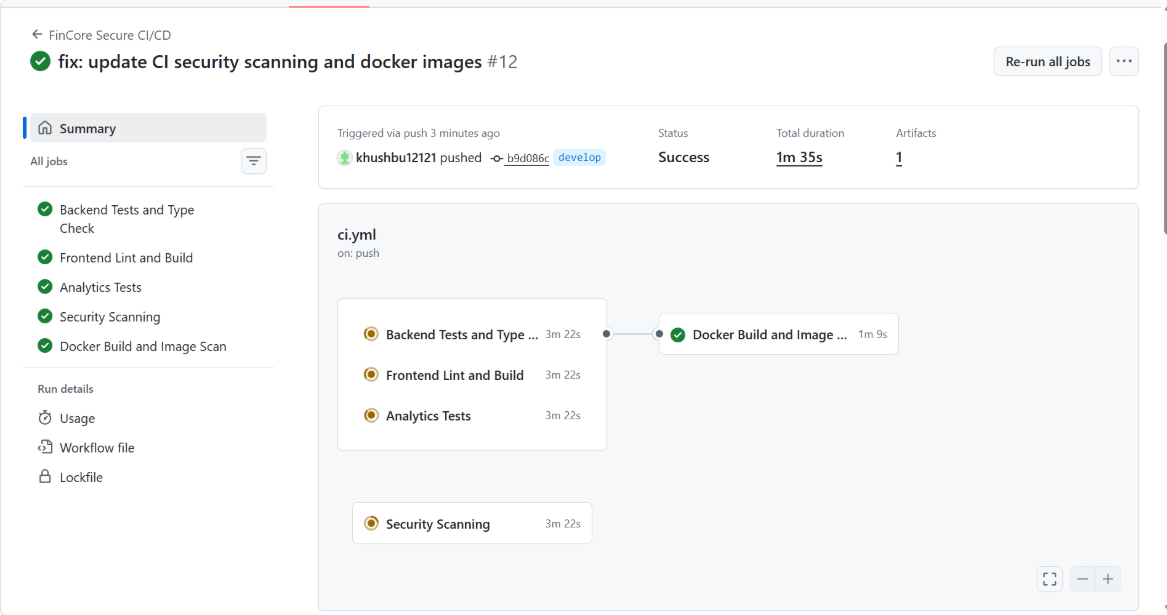 FinCore Secure CI/CD
fix: update CI security scanning and docker images #12
Re-run all jobs
Summary
All jobs
Backend Tests and Type
Check
Frontend Lint and Build
Analytics Tests
Security Scanning
Docker Build and Image Scan
Run details
Usage
Workflow file
Lockfile
Triggered via push 3 minutes ago
khushbu12121 pushed b9d086c develop
Status
Success
Total duration
1m 35s
Artifacts
1
ci.yml
on: push
Backend Tests and Type ... 3m 22s
Frontend Lint and Build 3m 22s
Analytics Tests 3m 22s
Docker Build and Image ... 1m 9s
Security Scanning 3m 22s